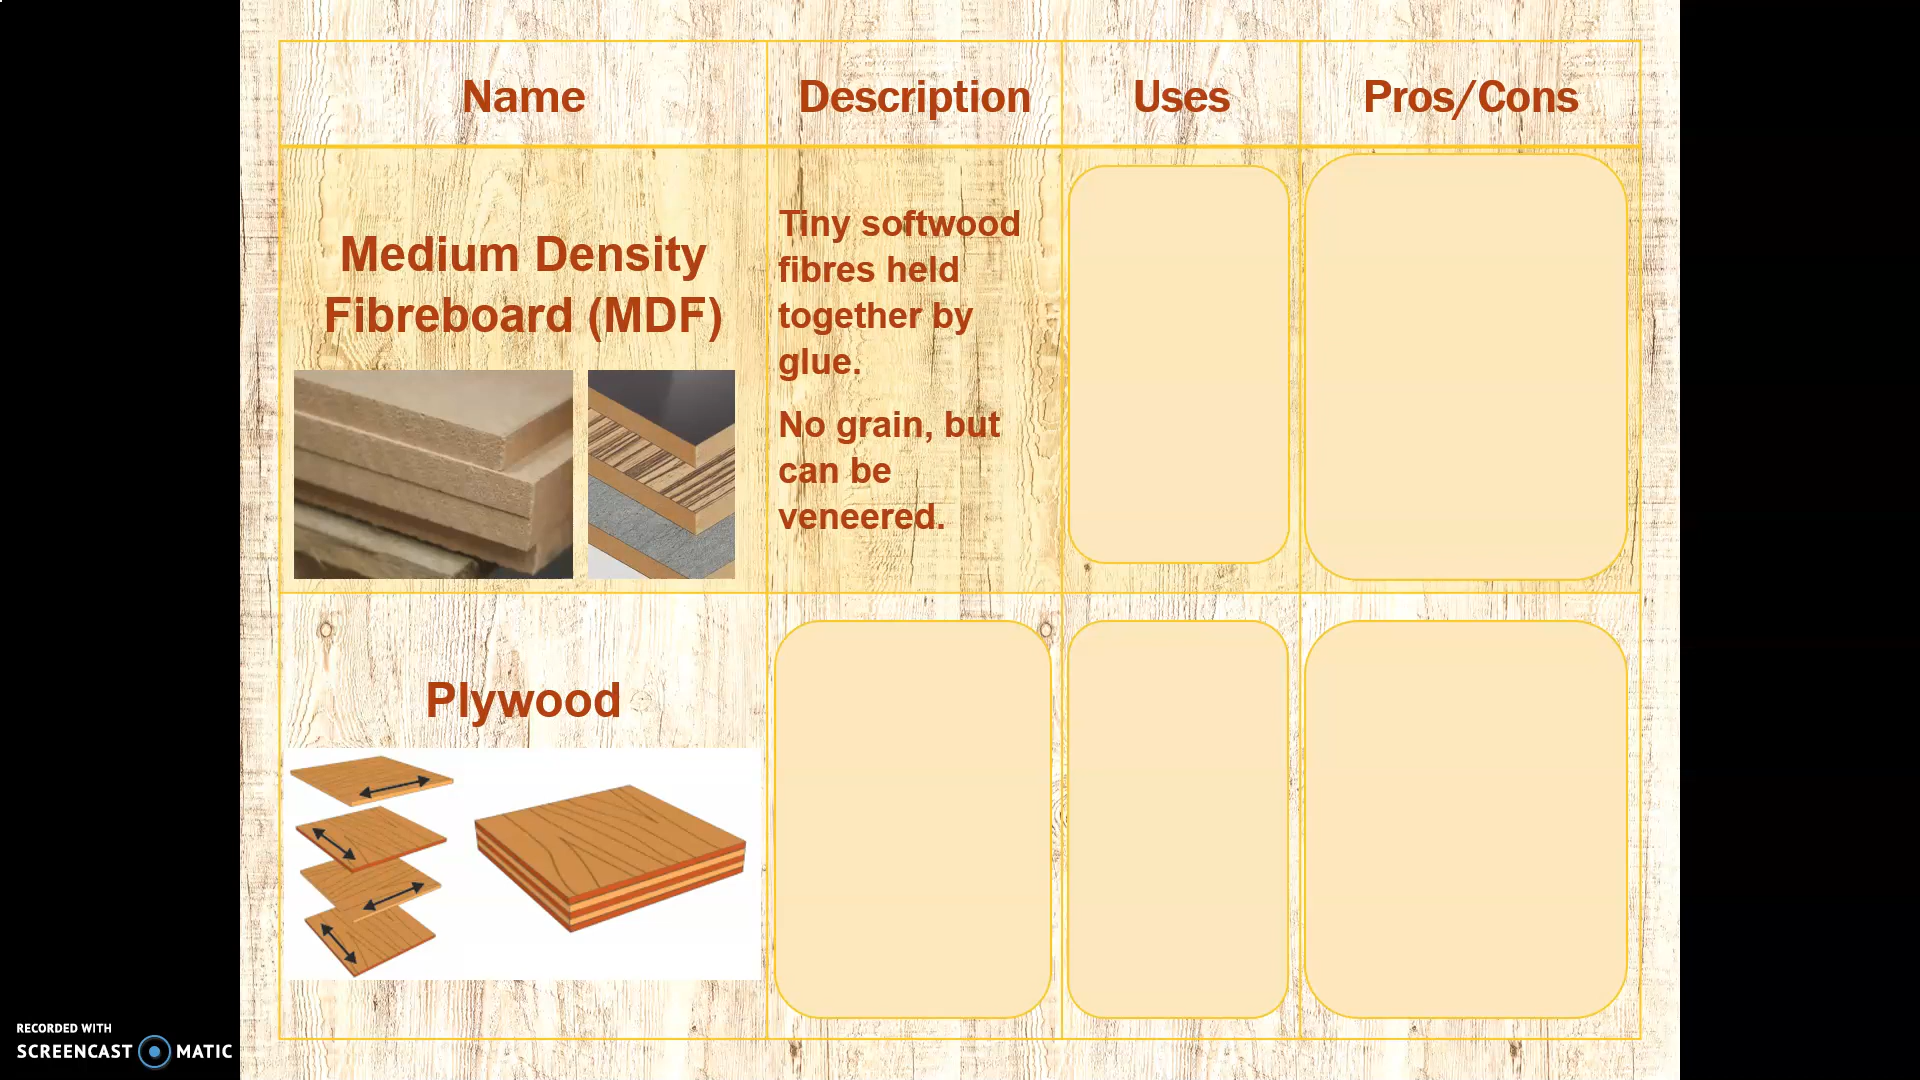 Name
Description
Uses
Pros/Cons
Medium Density
Fibreboard (MDF)
Tiny softwood
fibres held
together by
glue.
No grain, but
can be
veneered.
Plywood
RECORDED WITH
SCREENCAST MATIC